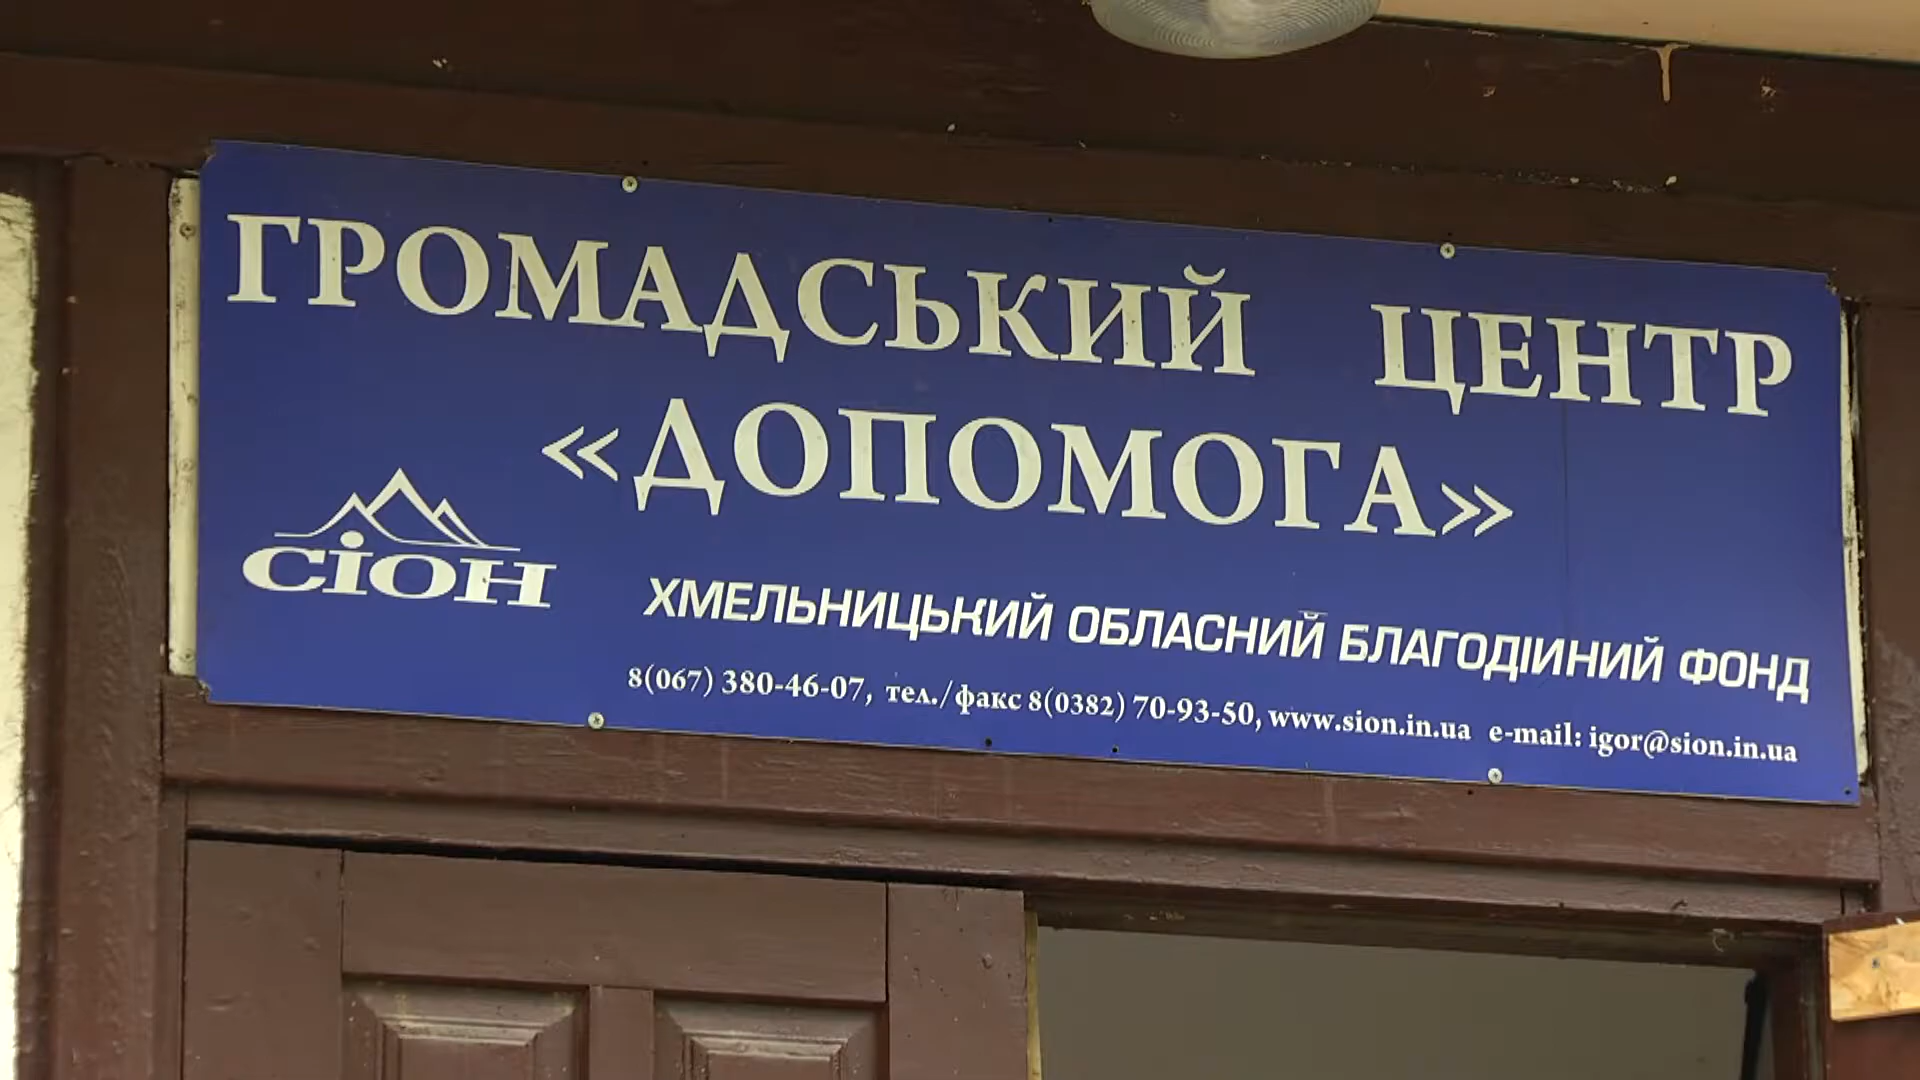 ГРОМАДСЬКИЙ ЦЕНТР
«ДОПОМОГА»
СІОН
ХМЕЛЬНИЦЬКИЙ ОБЛАСНИЙ БЛАГОДІИНИЙ ФОНД
8(067) 380-46-07, тел./факс 8(0382) 70-93-50, www.sion.in.ua e-mail: igor@sion.in.ua